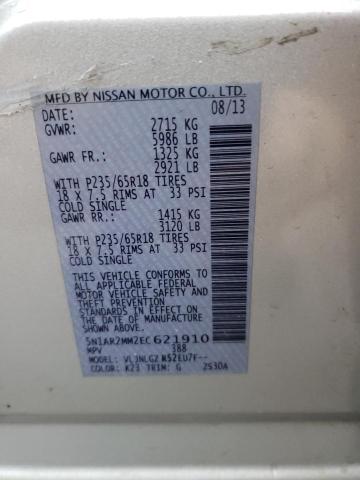 MFD BY NISSAN MOTOR CO., LTD.
DATE: 08/13
GVWR: 2715 KG
5986 LB
GAWR FR.: 1325 KG
2921 LB
WITH P235/65R18 TIRES
18 X 7.5 RIMS AT 33 PSI
COLD SINGLE
GAWR RR.: 1415 KG
3120 LB
WITH P235/65R18 TIRES
18 X 7.5 RIMS AT 33 PSI
COLD SINGLE
THIS VEHICLE CONFORMS TO
ALL APPLICABLE FEDERAL
MOTOR VEHICLE SAFETY AND
THEFT PREVENTION
STANDARDS IN EFFECT ON
THE DATE OF MANUFACTURE
SHOWN ABOVE.
5N1AR2MM2EC621910
MPV 388
MODEL:
COLOR: K23 TRIM: G 2S30A